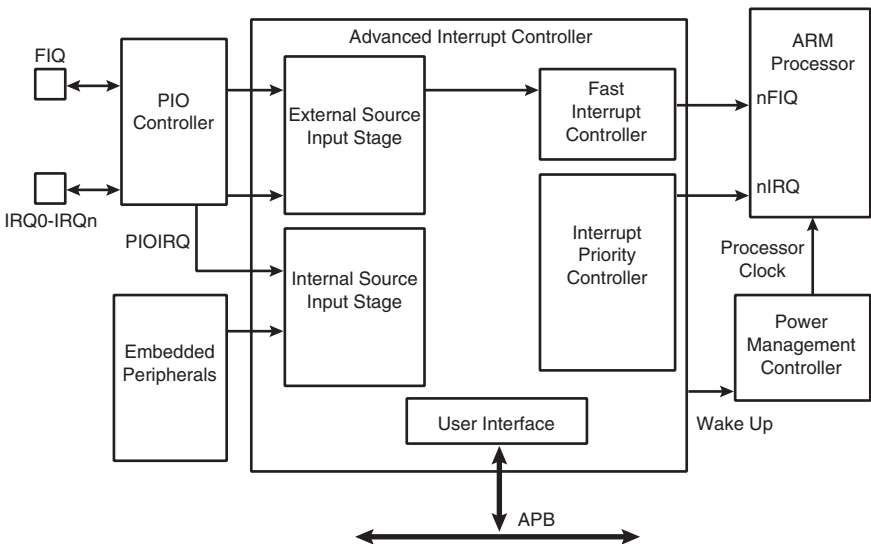 Advanced Interrupt Controller
FIQ
PIO
Controller
External Source
Input Stage
Fast
Interrupt
Controller
ARM
Processor
nFIQ
nIRQ
IRQ0-IRQn
PIOIRQ
Internal Source
Input Stage
Interrupt
Priority
Controller
Processor
Clock
Embedded
Peripherals
Power
Management
Controller
User Interface
Wake Up
APB